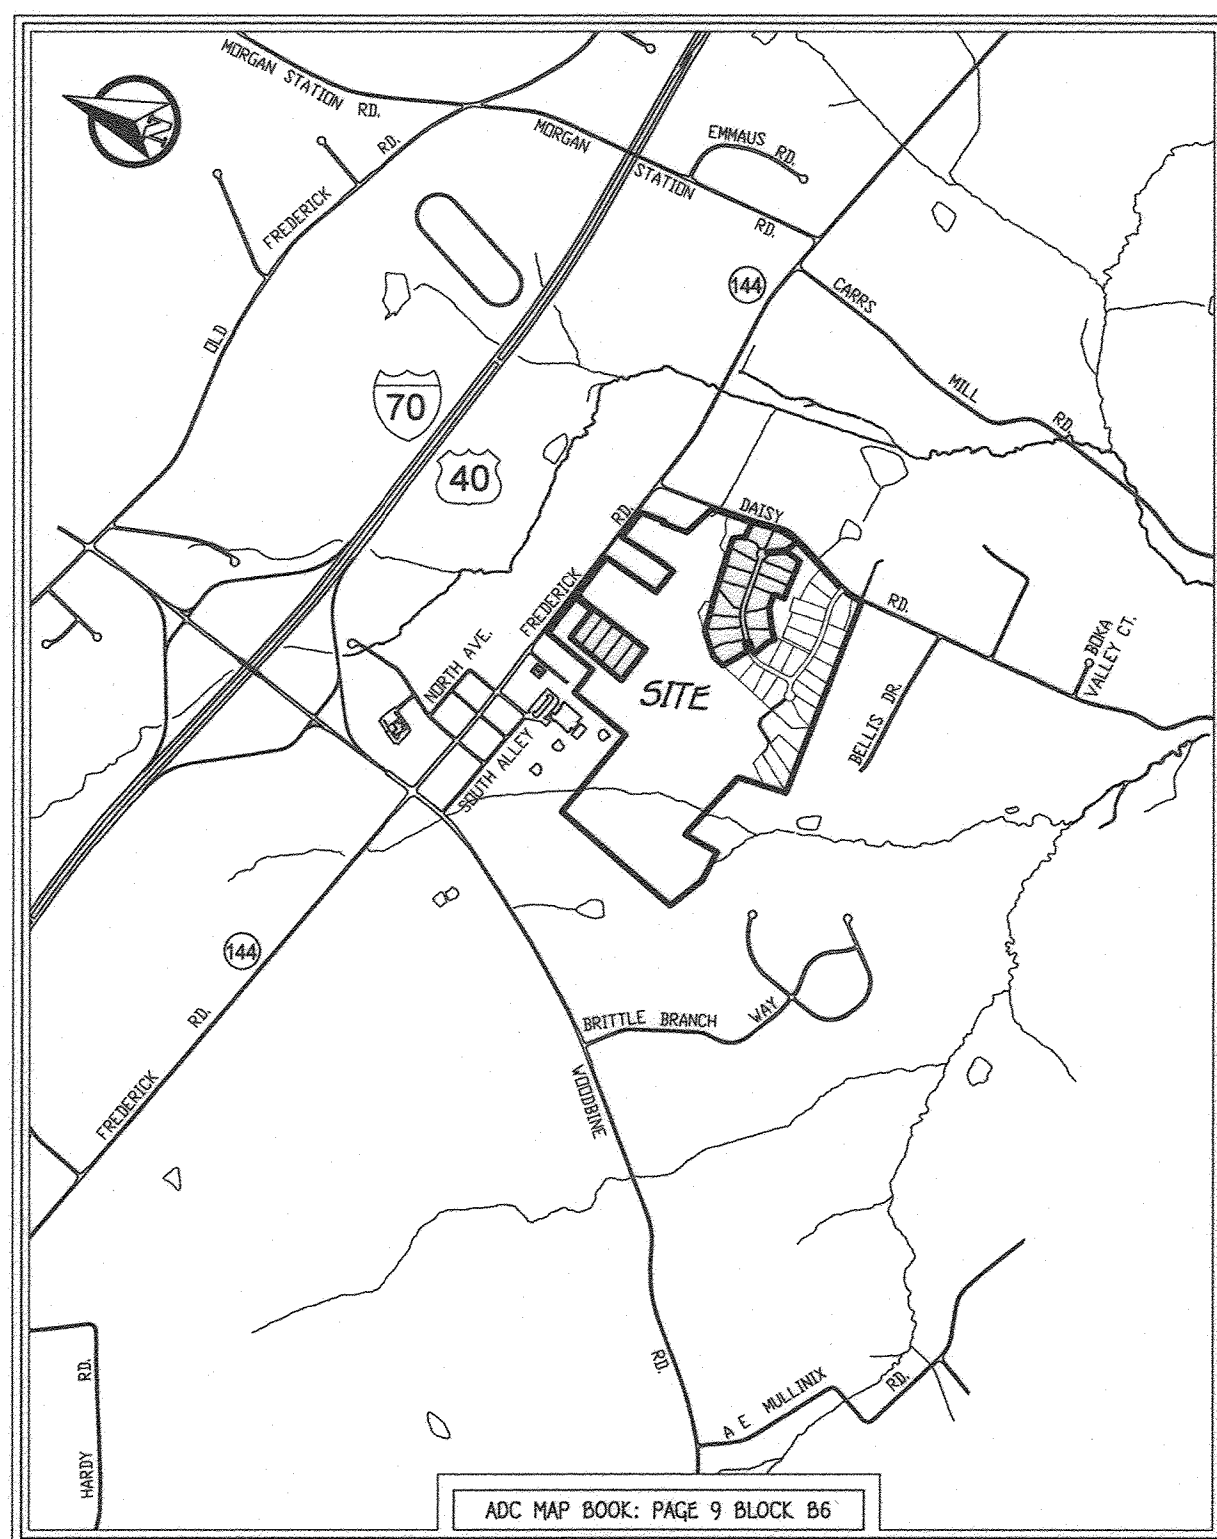 MORGAN STATION RD.
N
OLD FREDERICK RD.
MORGAN STATION RD.
EMMAUS RD.
144
CARRS MILL RD.
70
40
DAISY RD.
FREDERICK RD.
NORTH AVE.
SOUTH ALLEY
SITE
BELLIS DR.
BOKA
VALLEY CT.
144
FREDERICK RD.
BRITTLE BRANCH WAY
WOODBINE RD.
A E MULLINIX RD.
HARDY RD.
ADC MAP BOOK: PAGE 9 BLOCK B6